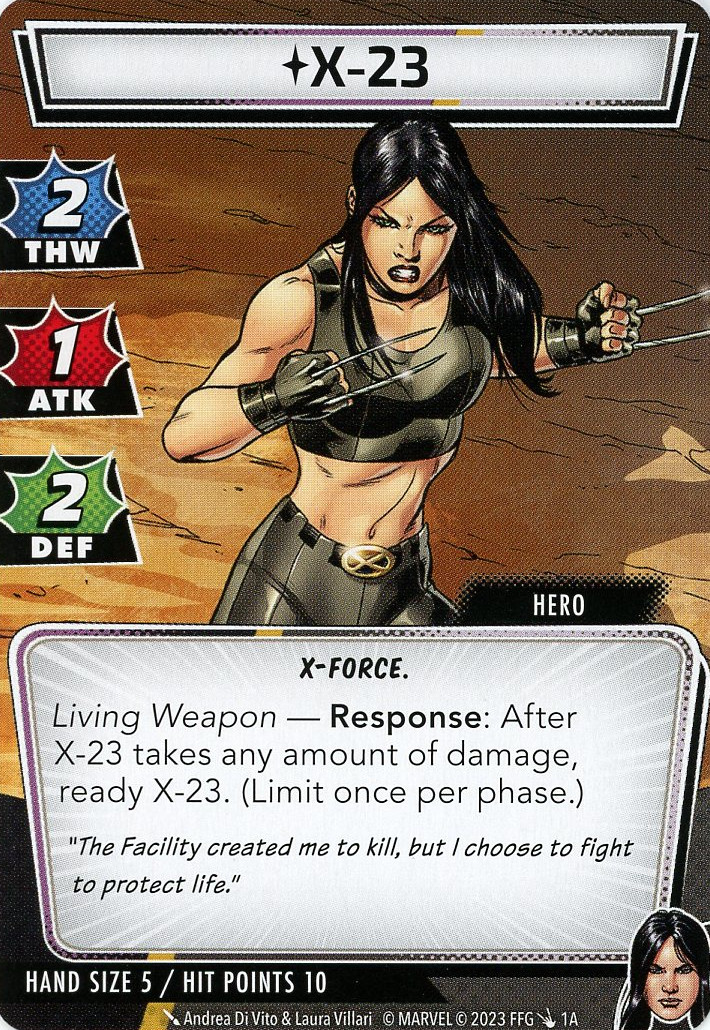 X-23
2
THW
1
ATK
2
DEF
HERO
X-FORCE.
Living Weapon — Response: After
X-23 takes any amount of damage,
ready X-23. (Limit once per phase.)
"The Facility created me to kill, but I choose to fight
to protect life."
HAND SIZE 5 / HIT POINTS 10
Andrea Di Vito & Laura Villari © MARVEL © 2023 FFG 1A